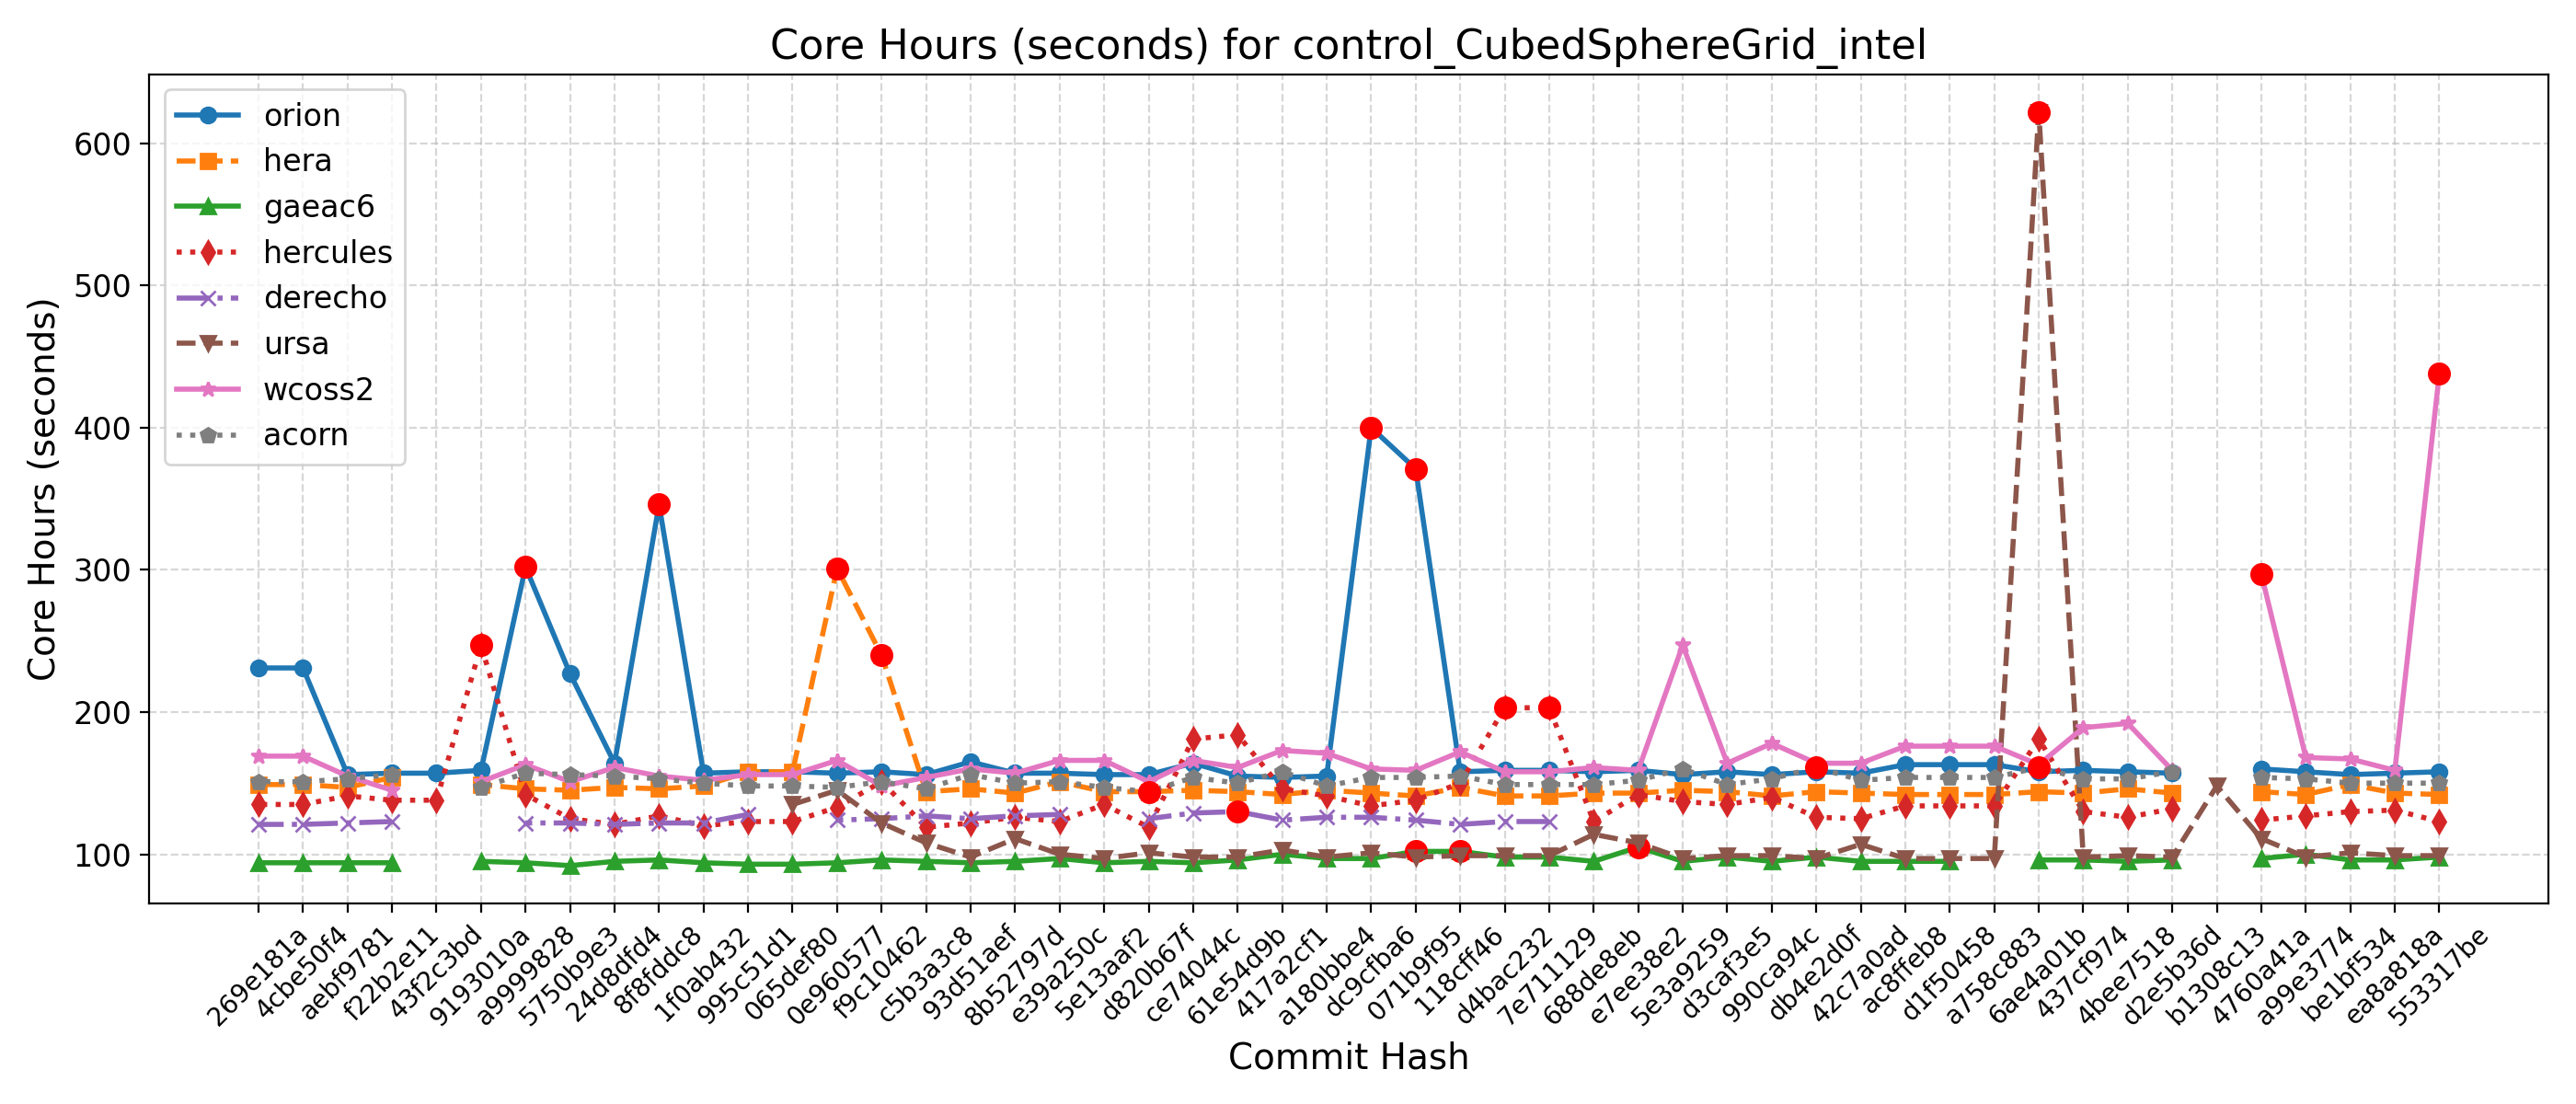 Core Hours (seconds) for control_CubedSphereGrid_intel
orion
hera
gaeac6
hercules
derecho
ursa
wcoss2
acorn
Core Hours (seconds)
600
500
400
300
200
100
269e181a
4cbe50f4
aebf9781
f22b2e11
43f2c3bd
9193010a
a9999828
5750b9e3
24d8dfd4
8f8fddc8
1f0ab432
995c51d1
065def80
0e960577
f9c10462
c5b3a3c8
93d51aef
8b52797d
e39a250c
5e13aaf2
d820b67f
ce74044c
61e54d9b
417a2cf1
a180bbe4
dc9cfba6
071b9f95
118cff46
d4bac232
7e711129
688de8eb
e7ee38e2
5e3a9259
d3caf3e5
990ca94c
db4e2d0f
42c7a0ad
ac8ffeb8
d1f50458
a758c883
6ae4a01b
437cf974
4bee7518
d2e5b36d
b1308c13
4760a41a
a99e3774
be1bf534
ea8a818a
553317be
Commit Hash